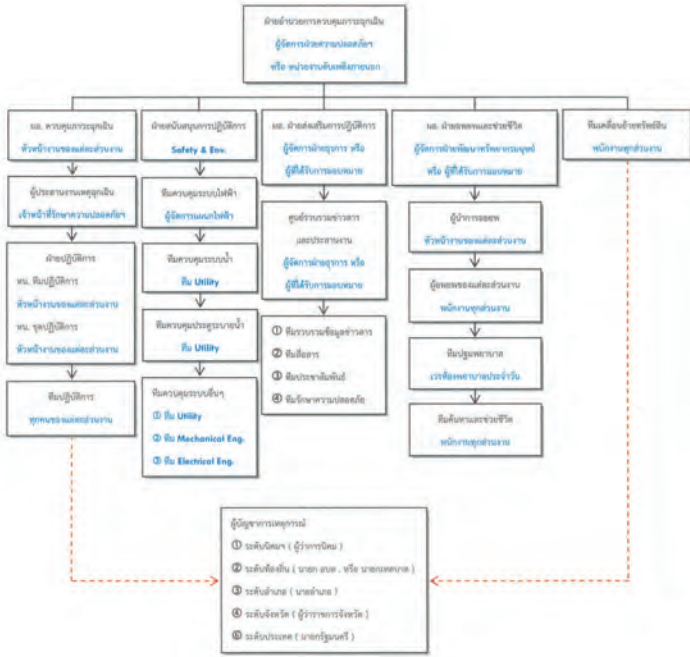 ฝ่ายอำนวยการควบคุมภาวะฉุกเฉิน
ผู้จัดการฝ่ายความปลอดภัยฯ
หรือ หน่วยงานดับเพลิงภายนอก
ผอ. ควบคุมภาวะฉุกเฉิน
หัวหน้างานของแต่ละส่วนงาน
ผู้ประสานงานเหตุฉุกเฉิน
เจ้าหน้าที่รักษาความปลอดภัยฯ
ฝ่ายปฏิบัติการ
หน. ทีมปฏิบัติการ
หัวหน้างานของแต่ละส่วนงาน
หน. ชุดปฏิบัติการ
หัวหน้างานของแต่ละส่วนงาน
ทีมปฏิบัติการ
ทุกคนของแต่ละส่วนงาน
ฝ่ายสนับสนุนการปฏิบัติการ
Safety & Env.
ทีมควบคุมระบบไฟฟ้า
ผู้จัดการแผนกไฟฟ้า
ทีมควบคุมระบบน้ำ
ทีม Utility
ทีมควบคุมประตูระบายน้ำ
ทีม Utility
ทีมควบคุมระบบอื่นๆ
① ทีม Utility
② ทีม Mechanical Eng.
③ ทีม Electrical Eng.
ผอ. ฝ่ายส่งเสริมการปฏิบัติการ
ผู้จัดการฝ่ายธุรการ หรือ
ผู้ที่ได้รับการมอบหมาย
ศูนย์รวบรวมข่าวสาร
และประสานงาน
ผู้จัดการฝ่ายธุรการ หรือ
ผู้ที่ได้รับการมอบหมาย
① ทีมรวบรวมข้อมูลข่าวสาร
② ทีมสื่อสาร
③ ทีมประชาสัมพันธ์
④ ทีมรักษาความปลอดภัย
ผอ. ฝ่ายอพยพและช่วยชีวิต
ผู้จัดการฝ่ายพัฒนาทรัพยากรมนุษย์
หรือ ผู้ที่ได้รับการมอบหมาย
ผู้นำการอพยพ
หัวหน้างานของแต่ละส่วนงาน
ผู้อพยพของแต่ละส่วนงาน
พนักงานทุกส่วนงาน
ทีมปฐมพยาบาล
เวรห้องพยาบาลประจำวัน
ทีมค้นหาและช่วยชีวิต
พนักงานทุกส่วนงาน
ทีมเคลื่อนย้ายทรัพย์สิน
พนักงานทุกส่วนงาน
ผู้บัญชาการเหตุการณ์
① ระดับนิคมฯ ( ผู้ว่าการนิคม )
② ระดับท้องถิ่น ( นายก อบต . หรือ นายกเทศบาล )
③ ระดับอำเภอ ( นายอำเภอ )
④ ระดับจังหวัด ( ผู้ว่าราชการจังหวัด )
⑤ ระดับประเทศ ( นายกรัฐมนตรี )